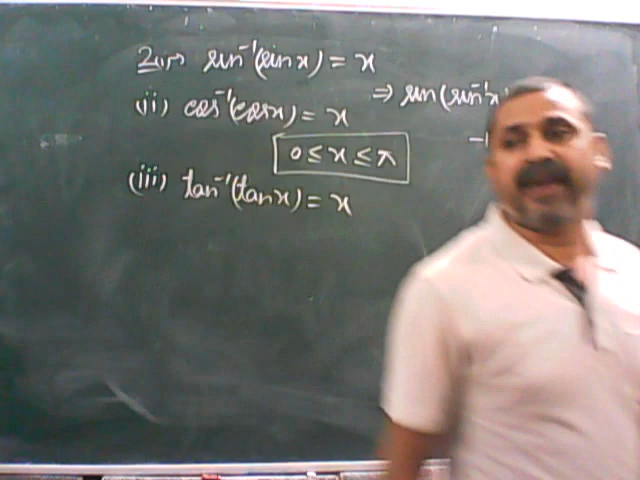 2(i) sin⁻¹(sin x) = x
⇒ sin(sin⁻¹x)
(ii) cos⁻¹(cos x) = x
0 ≤ x ≤ π
(iii) tan⁻¹(tan x) = x